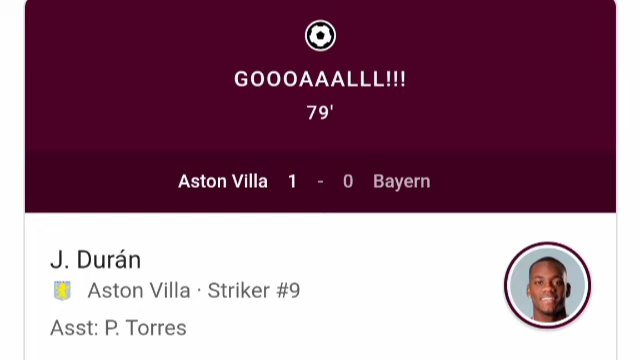 GOOOAAALLL!!!
79'
Aston Villa 1 - 0 Bayern
J. Durán
Aston Villa · Striker #9
Asst: P. Torres